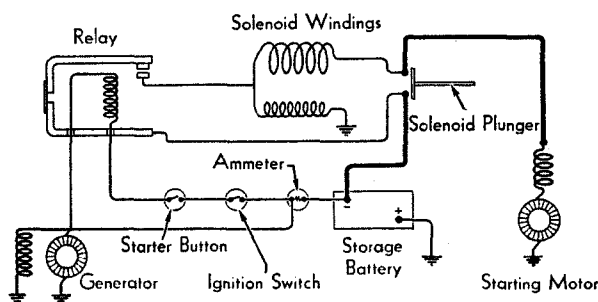 Solenoid Windings
Relay
Solenoid Plunger
Ammeter
−
+
Starter Button
Storage
Battery
Generator
Ignition Switch
Starting Motor